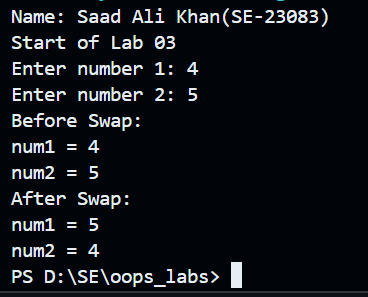 Name: Saad Ali Khan(SE-23083)
Start of Lab 03
Enter number 1: 4
Enter number 2: 5
Before Swap:
num1 = 4
num2 = 5
After Swap:
num1 = 5
num2 = 4
PS D:\SE\oops_labs>